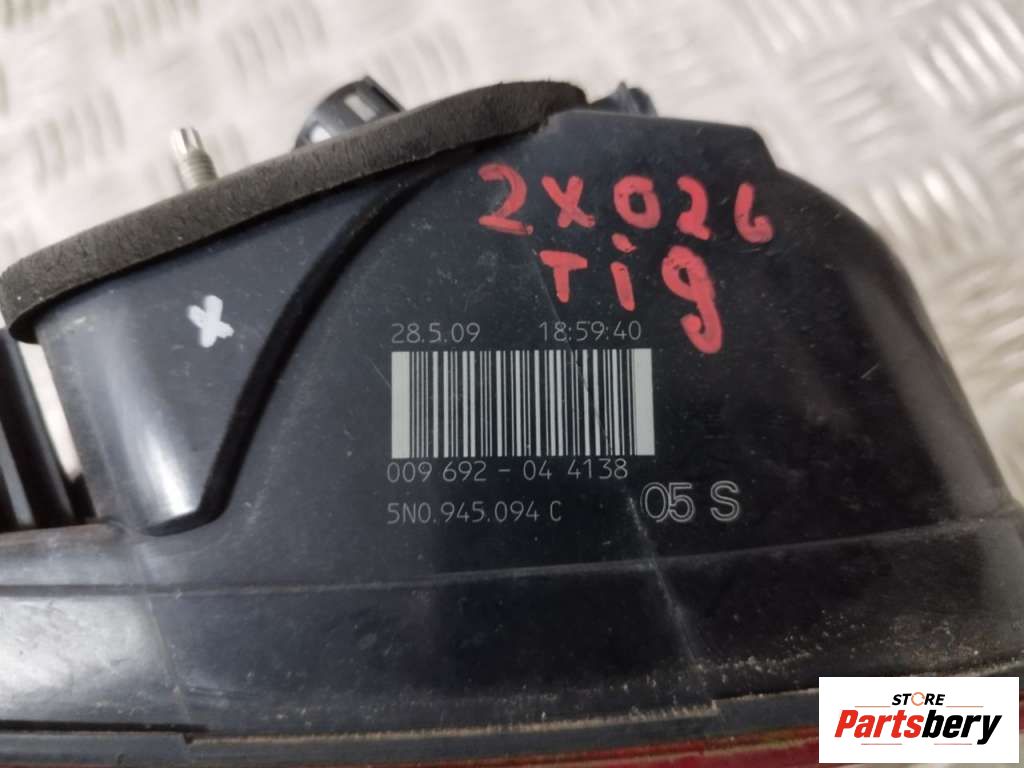 2X026
Tig
X
28.5.09 18:59:40
009 692 - 04 4138
5N0.945.094 C
05 S
STORE
Partsbery